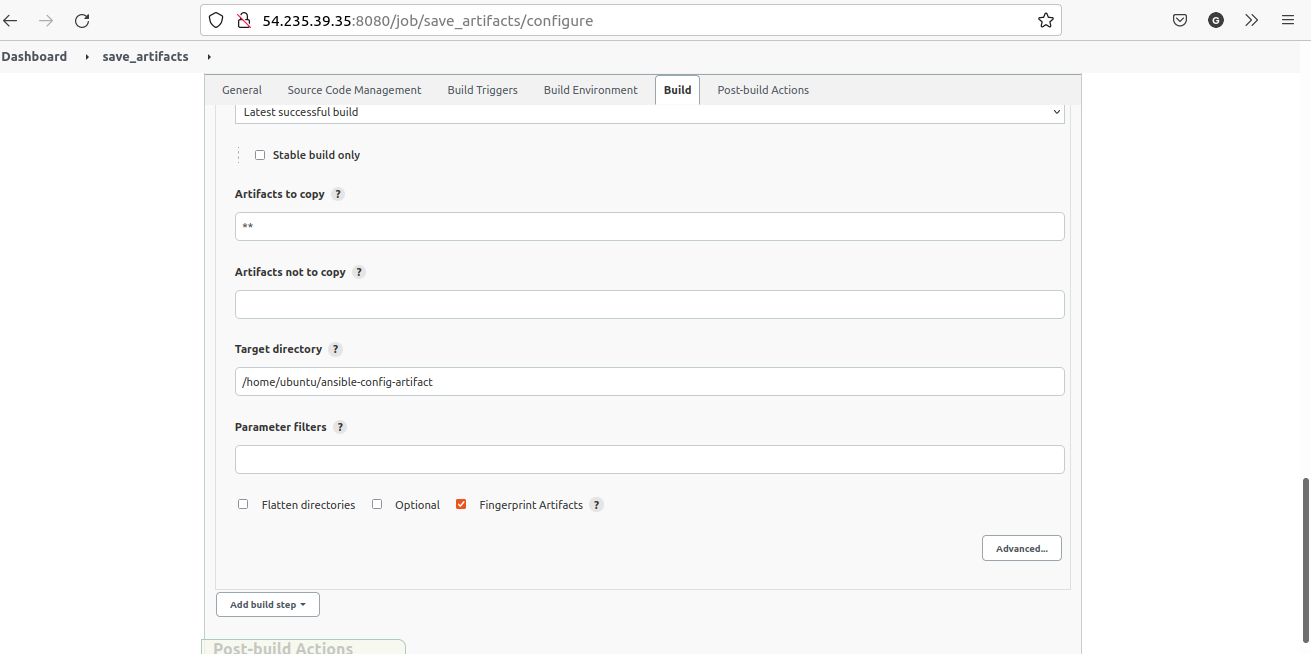 54.235.39.35:8080/job/save_artifacts/configure
G
Dashboard save_artifacts
General Source Code Management Build Triggers Build Environment Build Post-build Actions
Latest successful build
Stable build only
Artifacts to copy ?
**
Artifacts not to copy ?
Target directory ?
/home/ubuntu/ansible-config-artifact
Parameter filters ?
Flatten directories Optional Fingerprint Artifacts ?
Advanced...
Add build step
Post-build Actions